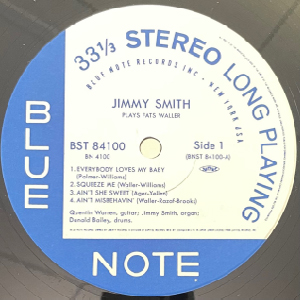 33⅓ STEREO LONG PLAYING
BLUE NOTE RECORDS INC · NEW YORK USA
JIMMY SMITH
PLAYS FATS WALLER
BST 84100
Side 1
BN 4100
(BNST 84100-A)
1. EVERYBODY LOVES MY BABY
(Palmer-Williams)
2. SQUEEZE ME (Waller-Williams)
3. AIN'T SHE SWEET (Ager-Yellen)
4. AIN'T MISBEHAVIN' (Waller-Razaf-Brooks)
Quentin Warren, guitar; Jimmy Smith, organ;
Donald Bailey, drums.
BLUE
NOTE